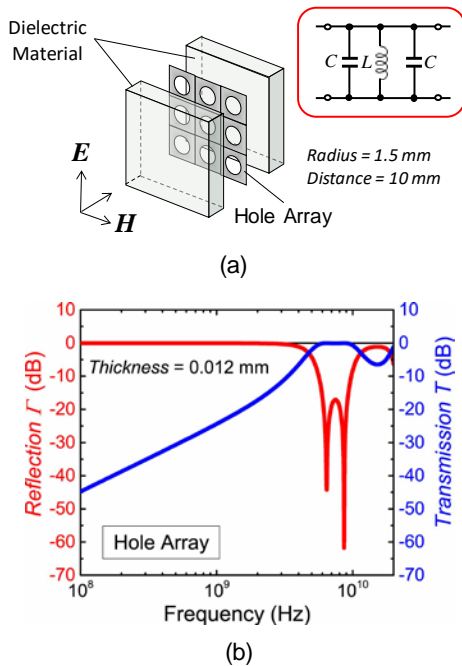 Dielectric
Material
C L C
E
H
Radius = 1.5 mm
Distance = 10 mm
Hole Array
(a)
10
0
-10
-20
-30
-40
-50
-60
-70
Reflection Γ (dB)
Thickness = 0.012 mm
Hole Array
10
0
-10
-20
-30
-40
-50
-60
-70
Transmission T (dB)
10^8 10^9 10^10
Frequency (Hz)
(b)